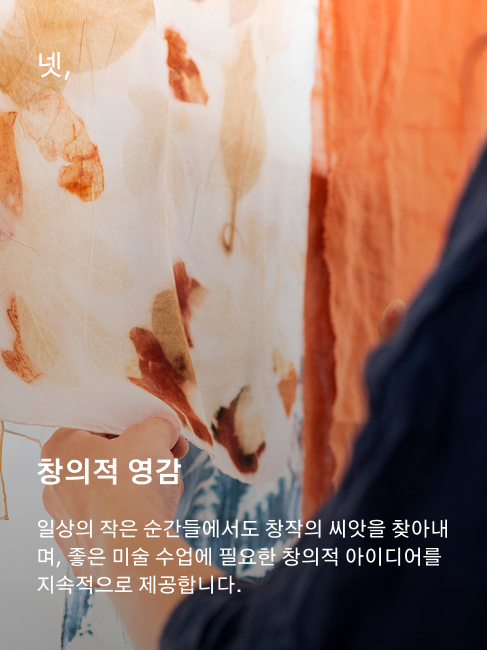 넷,
창의적 영감
일상의 작은 순간들에서도 창작의 씨앗을 찾아내
며, 좋은 미술 수업에 필요한 창의적 아이디어를
지속적으로 제공합니다.